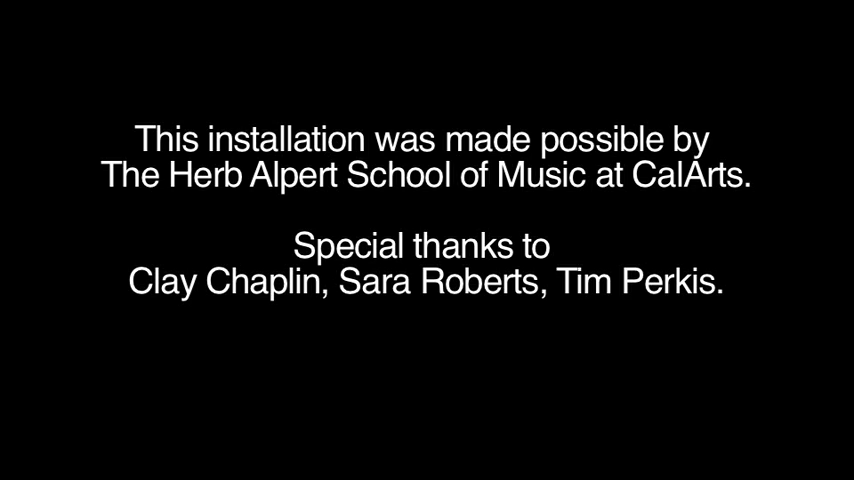 This installation was made possible by
The Herb Alpert School of Music at CalArts.
Special thanks to
Clay Chaplin, Sara Roberts, Tim Perkis.